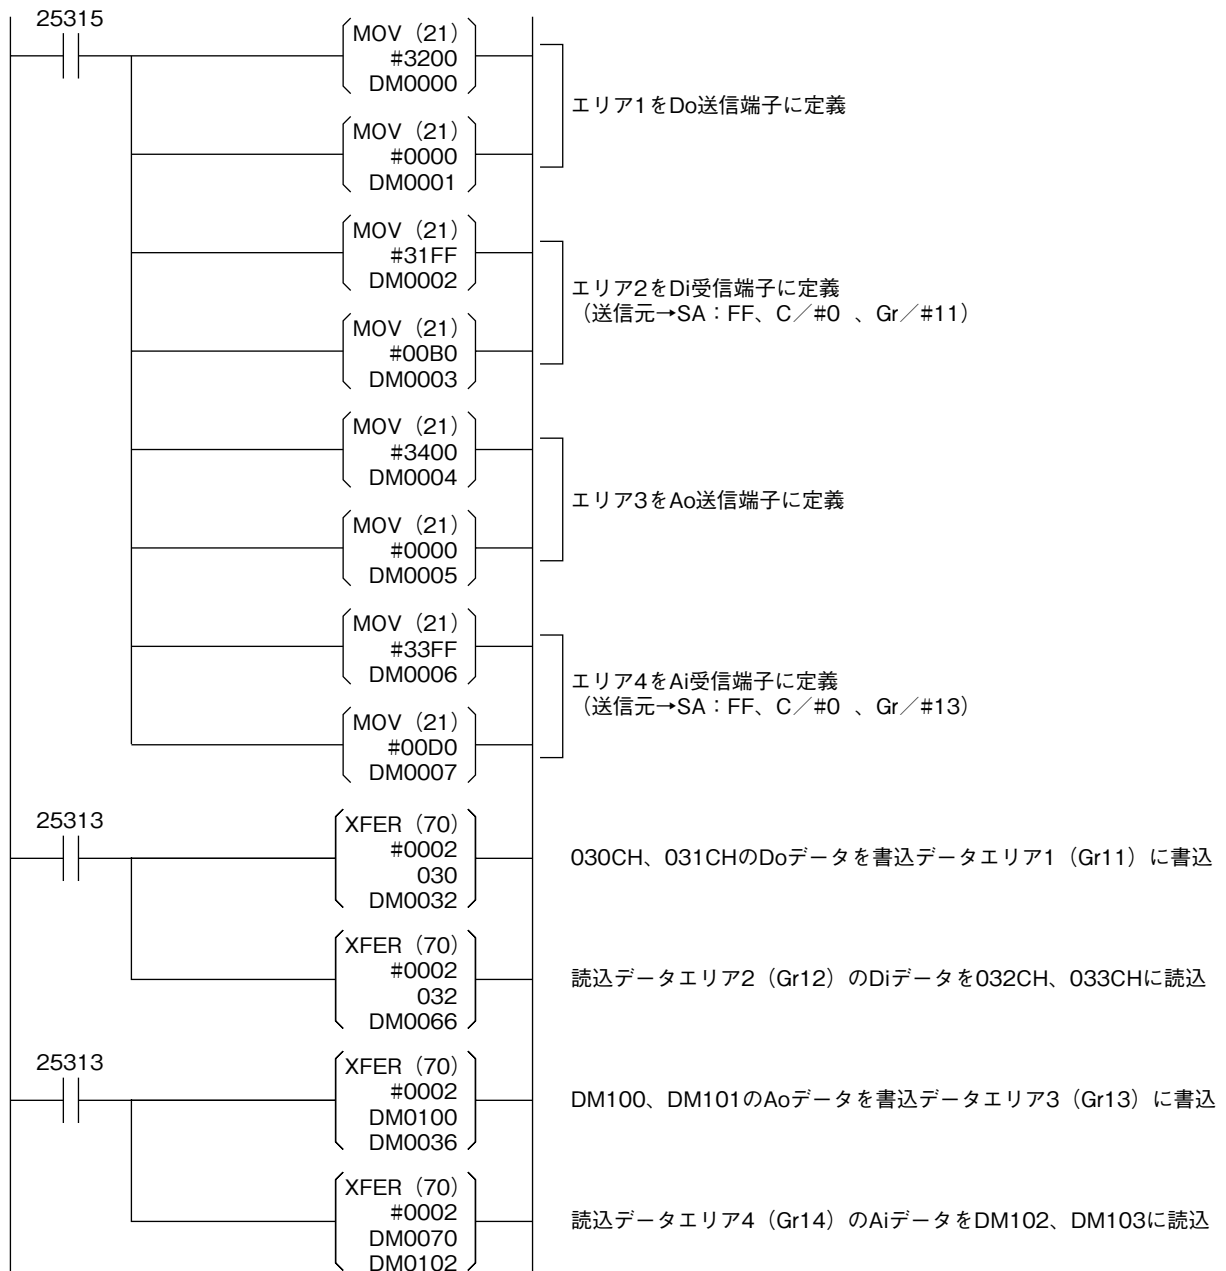 25315
MOV（21）
#3200
DM0000
エリア1をDo送信端子に定義
MOV（21）
#0000
DM0001
MOV（21）
#31FF
DM0002
エリア2をDi受信端子に定義
（送信元→SA：FF、C／#0 、Gr／#11）
MOV（21）
#00B0
DM0003
MOV（21）
#3400
DM0004
エリア3をAo送信端子に定義
MOV（21）
#0000
DM0005
MOV（21）
#33FF
DM0006
エリア4をAi受信端子に定義
（送信元→SA：FF、C／#0 、Gr／#13）
MOV（21）
#00D0
DM0007
25313
XFER（70）
#0002
030
DM0032
030CH、031CHのDoデータを書込データエリア1（Gr11）に書込
XFER（70）
#0002
032
DM0066
読込データエリア2（Gr12）のDiデータを032CH、033CHに読込
25313
XFER（70）
#0002
DM0100
DM0036
DM100、DM101のAoデータを書込データエリア3（Gr13）に書込
XFER（70）
#0002
DM0070
DM0102
読込データエリア4（Gr14）のAiデータをDM102、DM103に読込